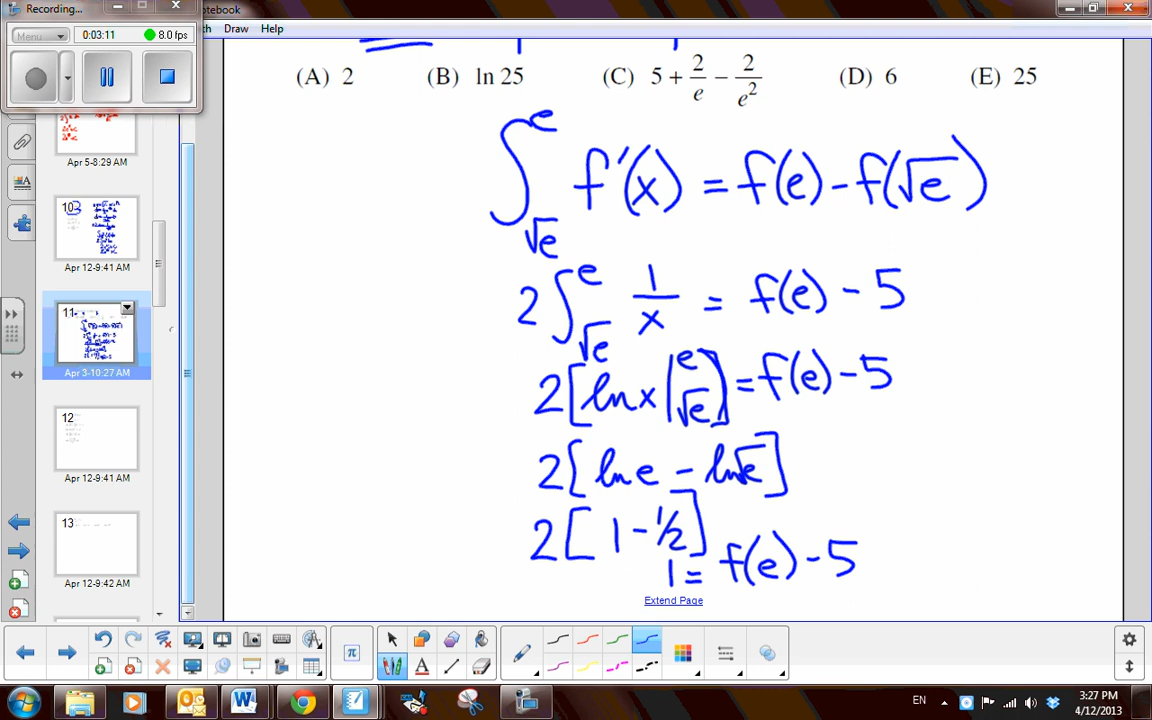 Recording...
otebook
Menu
0:03:11
8.0 fps
th Draw Help
(A) 2 (B) ln 25 (C) 5 + 2/e − 2/e² (D) 6 (E) 25
∫_√e^e f'(x) = f(e) - f(√e)
2 ∫_√e^e 1/x = f(e) - 5
2[ln x |_√e^e] = f(e) - 5
2[ln e - ln√e]
2[1 - 1/2]
1 = f(e) - 5
Extend Page
Apr 5-8:29 AM
10
Apr 12-9:41 AM
11
Apr 3-10:27 AM
12
Apr 12-9:41 AM
13
Apr 12-9:42 AM
π
A
EN
3:27 PM
4/12/2013